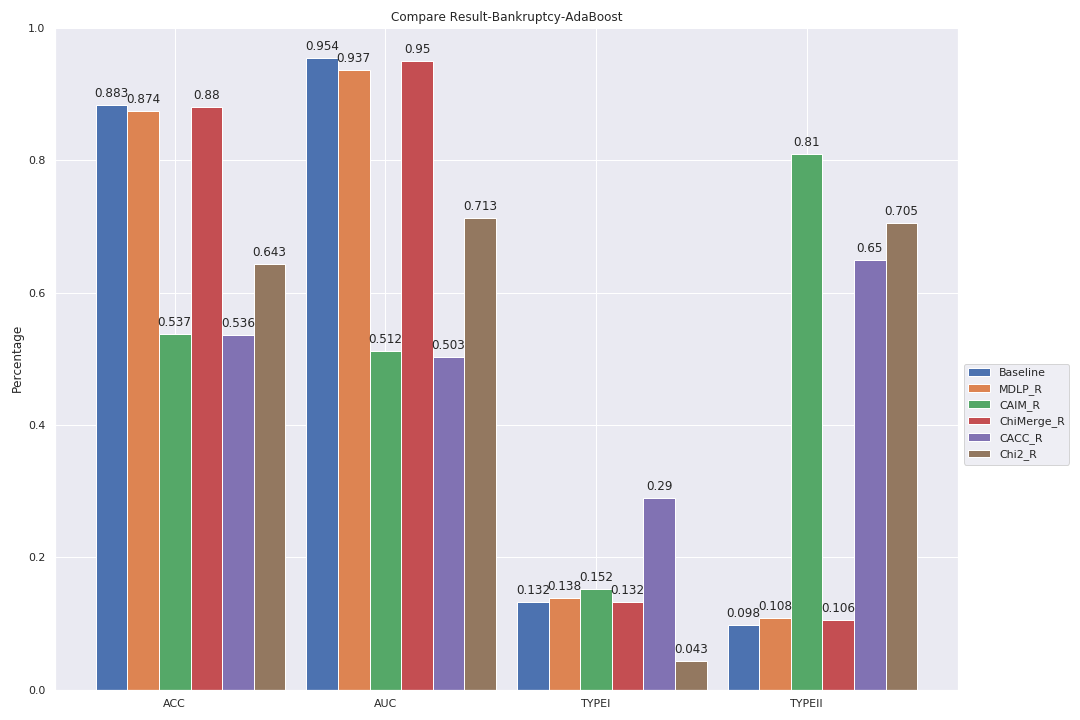 Compare Result-Bankruptcy-AdaBoost
Percentage
1.0
0.8
0.6
0.4
0.2
0.0
0.883
0.874
0.537
0.88
0.536
0.643
0.954
0.937
0.512
0.95
0.503
0.713
0.132
0.138
0.152
0.132
0.29
0.043
0.098
0.108
0.81
0.106
0.65
0.705
ACC
AUC
TYPEI
TYPEII
Baseline
MDLP_R
CAIM_R
ChiMerge_R
CACC_R
Chi2_R